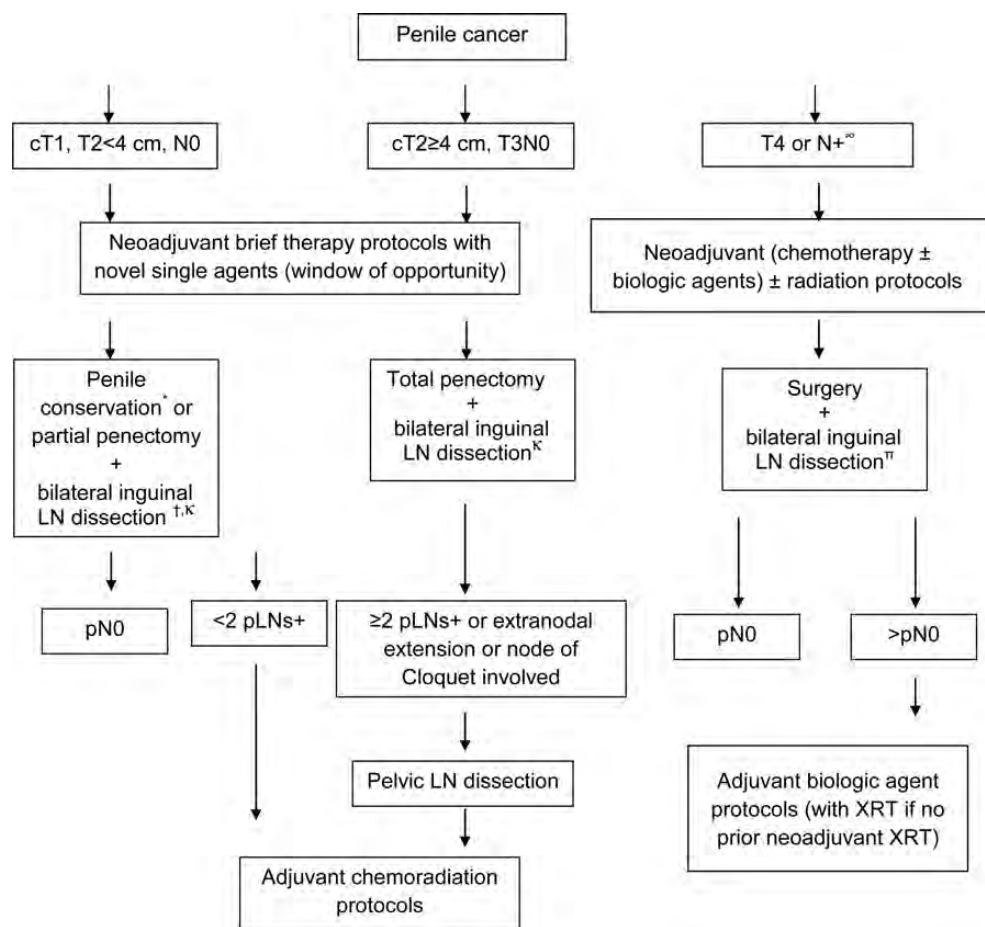 Penile cancer
cT1, T2<4 cm, N0
cT2≥4 cm, T3N0
T4 or N+∞
Neoadjuvant brief therapy protocols with
novel single agents (window of opportunity)
Neoadjuvant (chemotherapy ±
biologic agents) ± radiation protocols
Penile
conservation* or
partial penectomy
+
bilateral inguinal
LN dissection †,κ
Total penectomy
+
bilateral inguinal
LN dissectionκ
Surgery
+
bilateral inguinal
LN dissectionπ
pN0
<2 pLNs+
≥2 pLNs+ or extranodal
extension or node of
Cloquet involved
pN0
>pN0
Pelvic LN dissection
Adjuvant biologic agent
protocols (with XRT if no
prior neoadjuvant XRT)
Adjuvant chemoradiation
protocols